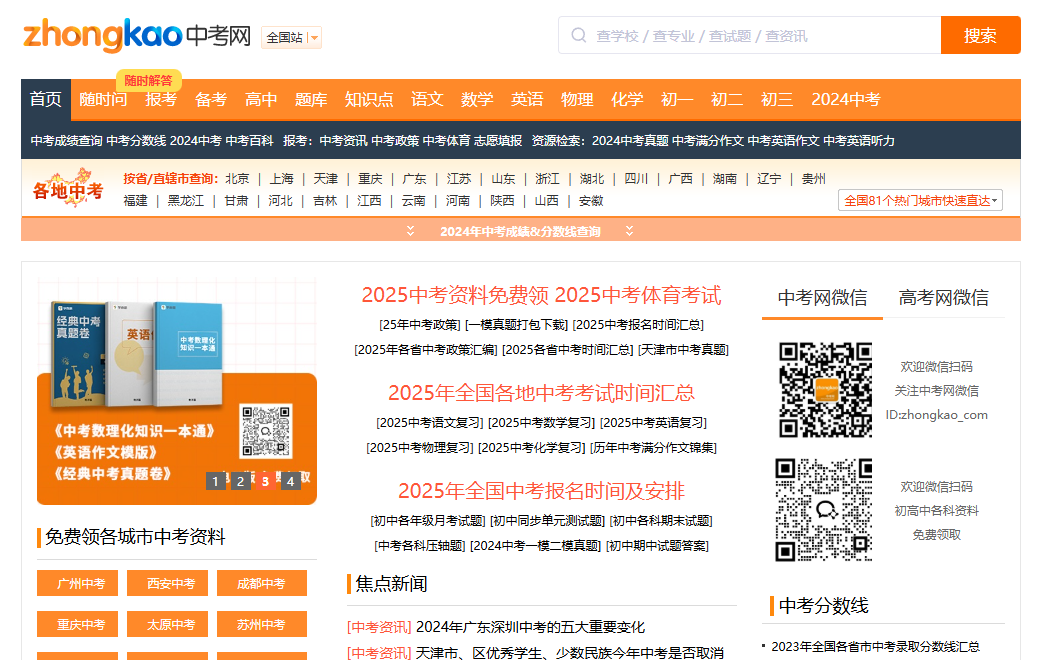 zhongkao中考网
全国站
查学校 / 查专业 / 查试题 / 查资讯
搜索
随时解答
首页 随时问 报考 备考 高中 题库 知识点 语文 数学 英语 物理 化学 初一 初二 初三 2024中考
中考成绩查询 中考分数线 2024中考 中考百科 报考：中考资讯 中考政策 中考体育 志愿填报 资源检索：2024中考真题 中考满分作文 中考英语作文 中考英语听力
各地中考
按省/直辖市查询：北京 | 上海 | 天津 | 重庆 | 广东 | 江苏 | 山东 | 浙江 | 湖北 | 四川 | 广西 | 湖南 | 辽宁 | 贵州
福建 | 黑龙江 | 甘肃 | 河北 | 吉林 | 江西 | 云南 | 河南 | 陕西 | 山西 | 安徽
全国81个热门城市快速直达
2024年中考成绩&分数线查询
经典中考
真题卷
英语
中考数理化
知识一本通
《中考数理化知识一本通》
《英语作文模版》
《经典中考真题卷》
1 2 3 4
取
免费领各城市中考资料
广州中考 西安中考 成都中考
重庆中考 太原中考 苏州中考
2025中考资料免费领 2025中考体育考试
[25年中考政策] [一模真题打包下载] [2025中考报名时间汇总]
[2025年各省中考政策汇编] [2025各省中考时间汇总] [天津市中考真题]
2025年全国各地中考考试时间汇总
[2025中考语文复习] [2025中考数学复习] [2025中考英语复习]
[2025中考物理复习] [2025中考化学复习] [历年中考满分作文锦集]
2025年全国中考报名时间及安排
[初中各年级月考试题] [初中同步单元测试题] [初中各科期末试题]
[中考各科压轴题] [2024中考一模二模真题] [初中期中试题答案]
焦点新闻
[中考资讯] 2024年广东深圳中考的五大重要变化
[中考资讯] 天津市、区优秀学生、少数民族今年中考是否取消
中考网微信 高考网微信
zhongkao
欢迎微信扫码
关注中考网微信
ID:zhongkao_com
欢迎微信扫码
初高中各科资料
免费领取
中考分数线
2023年全国各省市中考录取分数线汇总